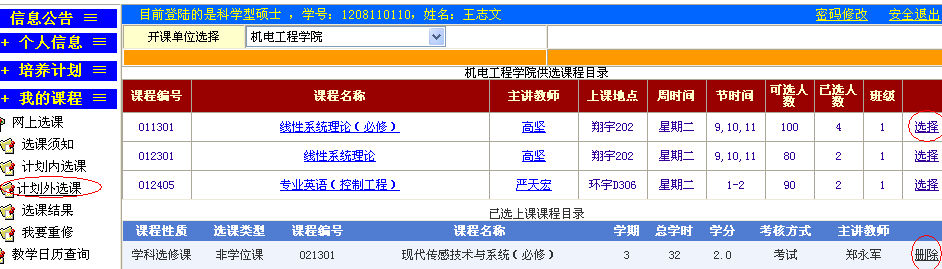 信息公告 ≡
目前登陆的是科学型硕士 ，学号：1208110110，姓名：王志文 密码修改 安全退出
+ 个人信息 ≡
开课单位选择 机电工程学院
+ 培养计划 ≡
机电工程学院供选课程目录
+ 我的课程 ≡
课程编号 课程名称 主讲教师 上课地点 周时间 节时间 可选人数 已选人数 班级
网上选课
011301 线性系统理论(必修) 高坚 翔宇202 星期二 9,10,11 100 4 1 选择
选课须知
012301 线性系统理论 高坚 翔宇202 星期二 9,10,11 80 2 1 选择
计划内选课
012405 专业英语(控制工程) 严天宏 环宇D306 星期二 1-2 90 2 1 选择
计划外选课
选课结果
已选上课课程目录
我要重修
课程性质 选课类型 课程编号 课程名称 学期 总学时 学分 考核方式 主讲教师
教学日历查询
学科选修课 非学位课 021301 现代传感技术与系统(必修) 3 32 2.0 考试 郑永军 删除